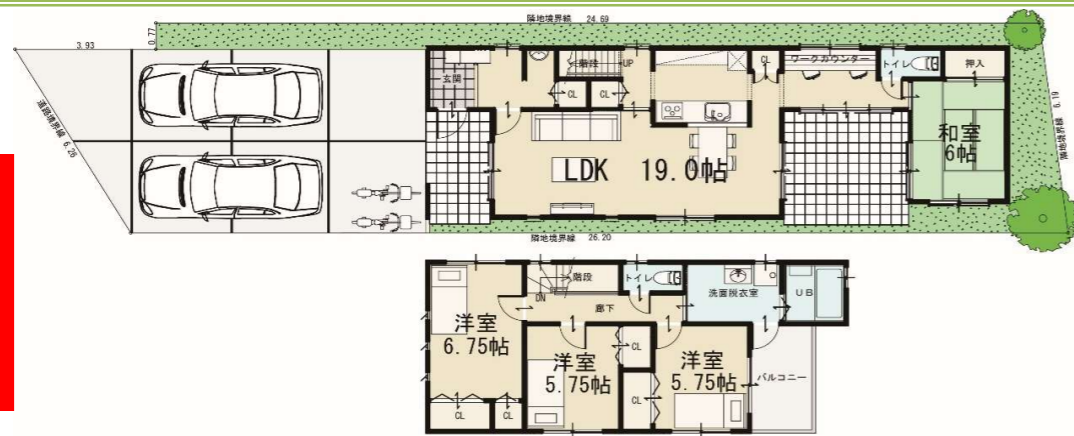 隣地境界線 24.69
3.93
0.77
道路境界線 6.26
隣地境界線 6.19
玄関
階段
UP
CL
CL
CL
ワークカウンター
トイレ
押入
和室
6帖
LDK 19.0帖
隣地境界線 26.20
洋室
6.75帖
CL
CL
DN
階段
トイレ
廊下
洗面脱衣室
UB
洋室
5.75帖
CL
CL
洋室
5.75帖
バルコニー